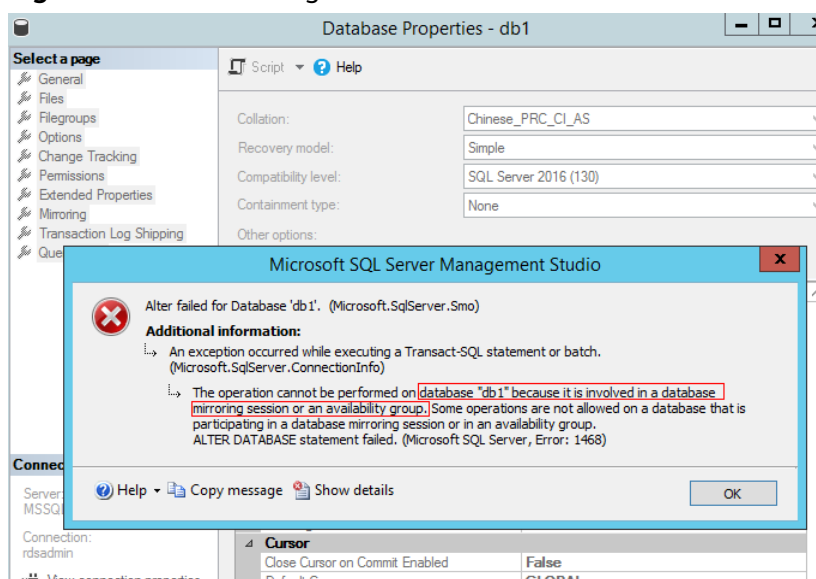 Database Properties - db1
Select a page
General
Files
Filegroups
Options
Change Tracking
Permissions
Extended Properties
Mirroring
Transaction Log Shipping
Script
Help
Collation:
Chinese_PRC_CI_AS
Recovery model:
Simple
Compatibility level:
SQL Server 2016 (130)
Containment type:
None
Other options:
Microsoft SQL Server Management Studio
x
Alter failed for Database 'db1'. (Microsoft.SqlServer.Smo)
Additional information:
An exception occurred while executing a Transact-SQL statement or batch.
(Microsoft.SqlServer.ConnectionInfo)
The operation cannot be performed on database "db1" because it is involved in a database
mirroring session or an availability group. Some operations are not allowed on a database that is
participating in a database mirroring session or in an availability group.
ALTER DATABASE statement failed. (Microsoft SQL Server, Error: 1468)
Help Copy message Show details
OK
Server:
Connection:
rdsadmin
View connection properties
Cursor
Close Cursor on Commit Enabled
False
GLOBAL